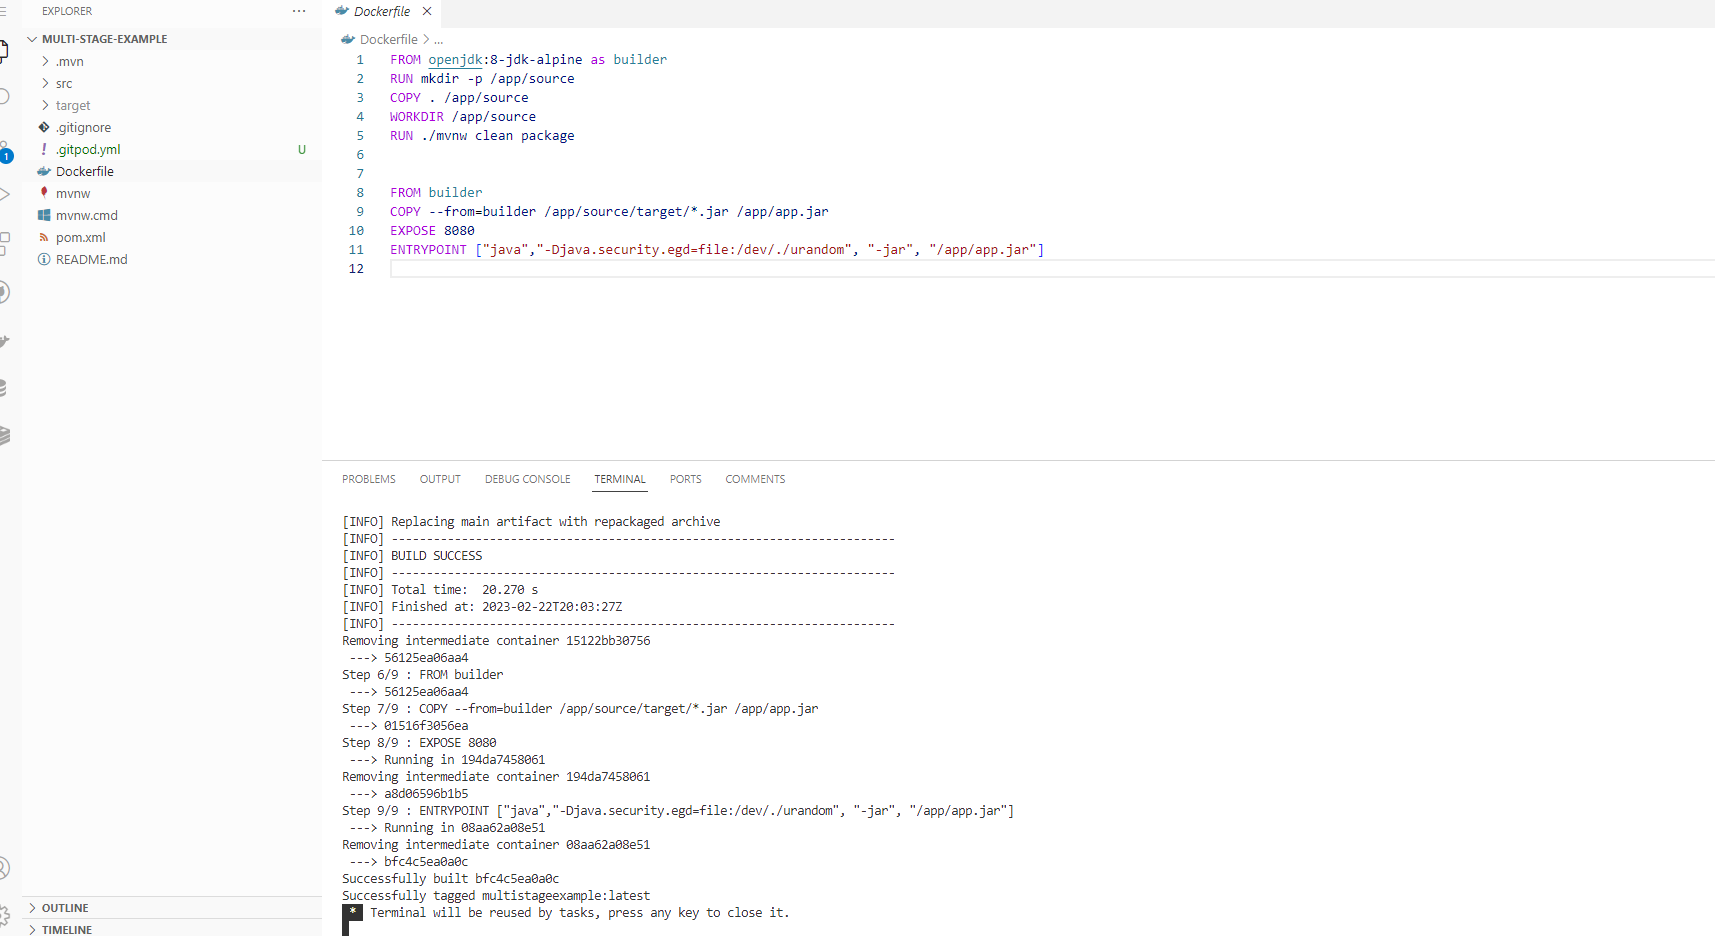 EXPLORER
MULTI-STAGE-EXAMPLE
.mvn
src
target
.gitignore
! .gitpod.yml U
Dockerfile
mvnw
mvnw.cmd
pom.xml
README.md
1
OUTLINE
TIMELINE
Dockerfile
Dockerfile > ...
1 FROM openjdk:8-jdk-alpine as builder
2 RUN mkdir -p /app/source
3 COPY . /app/source
4 WORKDIR /app/source
5 RUN ./mvnw clean package
6
7
8 FROM builder
9 COPY --from=builder /app/source/target/*.jar /app/app.jar
10 EXPOSE 8080
11 ENTRYPOINT ["java","-Djava.security.egd=file:/dev/./urandom", "-jar", "/app/app.jar"]
12
PROBLEMS OUTPUT DEBUG CONSOLE TERMINAL PORTS COMMENTS
[INFO] Replacing main artifact with repackaged archive
[INFO] ------------------------------------------------------------------------
[INFO] BUILD SUCCESS
[INFO] ------------------------------------------------------------------------
[INFO] Total time:  20.270 s
[INFO] Finished at: 2023-02-22T20:03:27Z
[INFO] ------------------------------------------------------------------------
Removing intermediate container 15122bb30756
---> 56125ea06aa4
Step 6/9 : FROM builder
---> 56125ea06aa4
Step 7/9 : COPY --from=builder /app/source/target/*.jar /app/app.jar
---> 01516f3056ea
Step 8/9 : EXPOSE 8080
---> Running in 194da7458061
Removing intermediate container 194da7458061
---> a8d06596b1b5
Step 9/9 : ENTRYPOINT ["java","-Djava.security.egd=file:/dev/./urandom", "-jar", "/app/app.jar"]
---> Running in 08aa62a08e51
Removing intermediate container 08aa62a08e51
---> bfc4c5ea0a0c
Successfully built bfc4c5ea0a0c
Successfully tagged multistageexample:latest
* Terminal will be reused by tasks, press any key to close it.